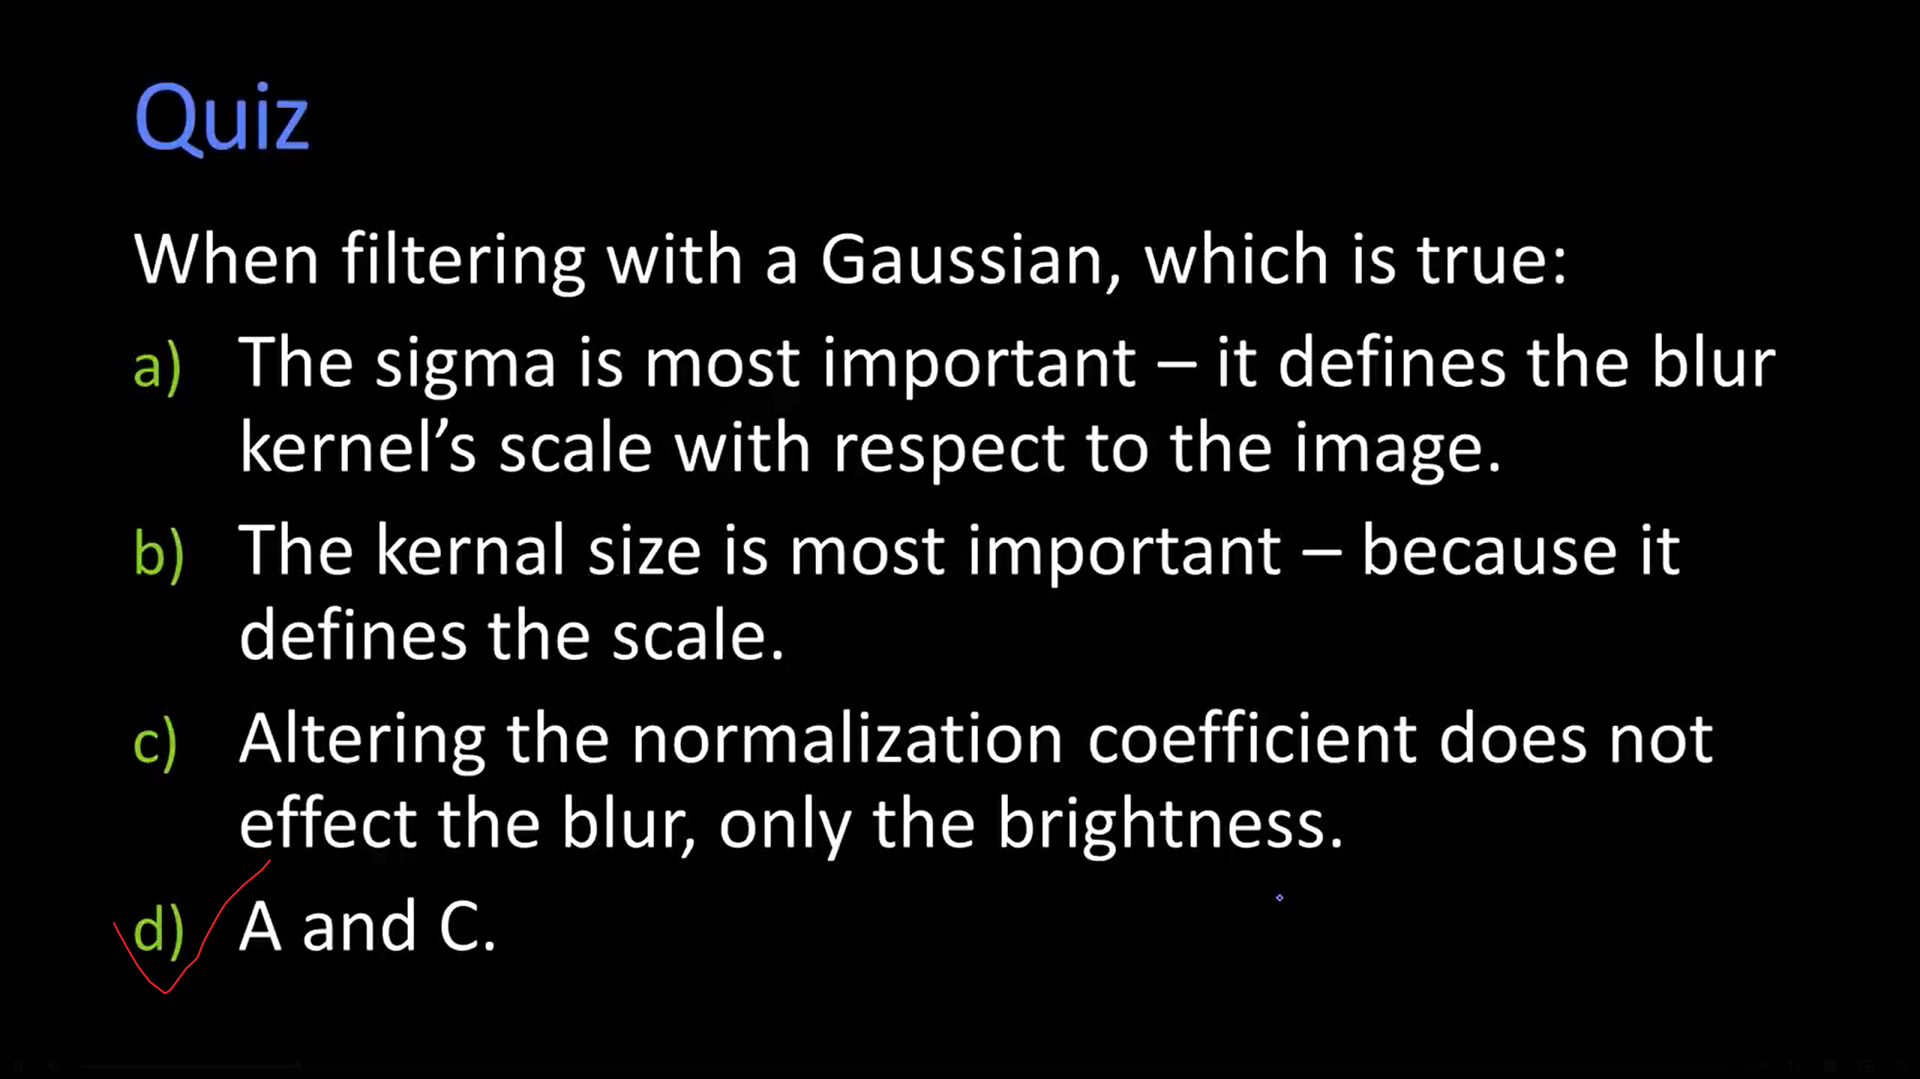 Quiz
When filtering with a Gaussian, which is true:
a) The sigma is most important – it defines the blur
kernel’s scale with respect to the image.
b) The kernal size is most important – because it
defines the scale.
c) Altering the normalization coefficient does not
effect the blur, only the brightness.
d) A and C.